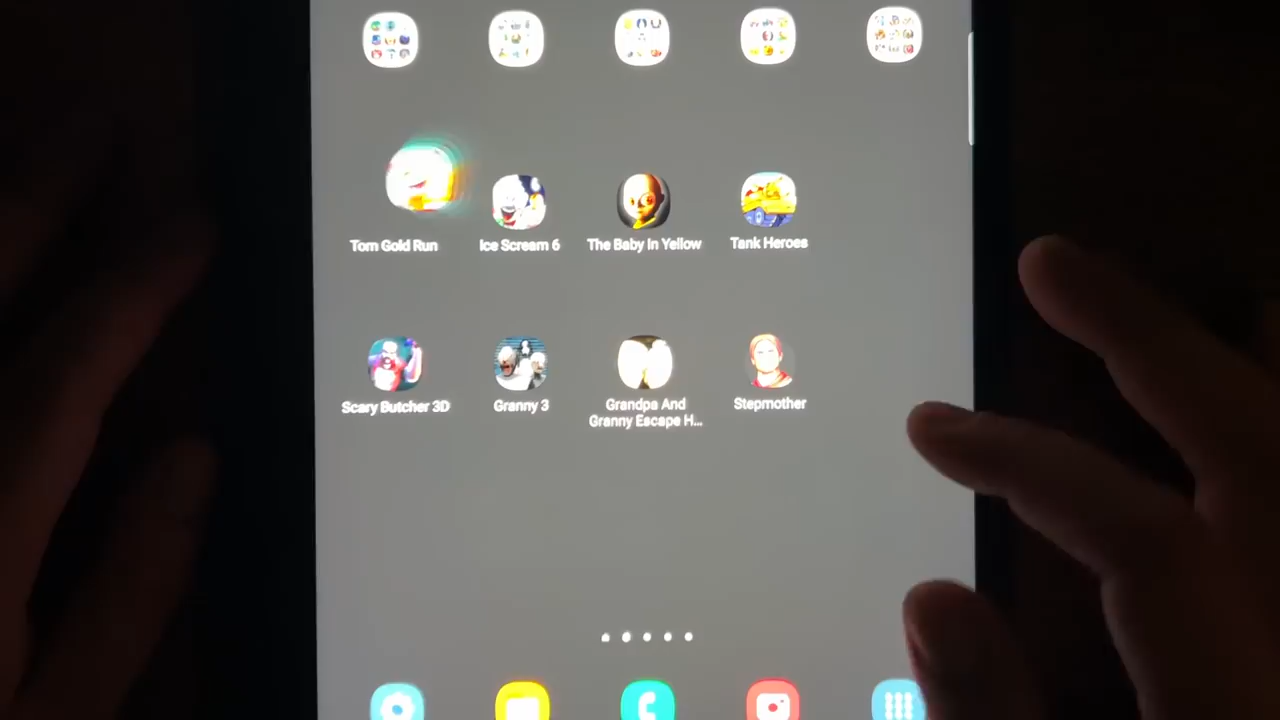 Tom Gold Run
Ice Scream 6
The Baby In Yellow
Tank Heroes
Scary Butcher 3D
Granny 3
Grandpa And
Granny Escape H...
Stepmother